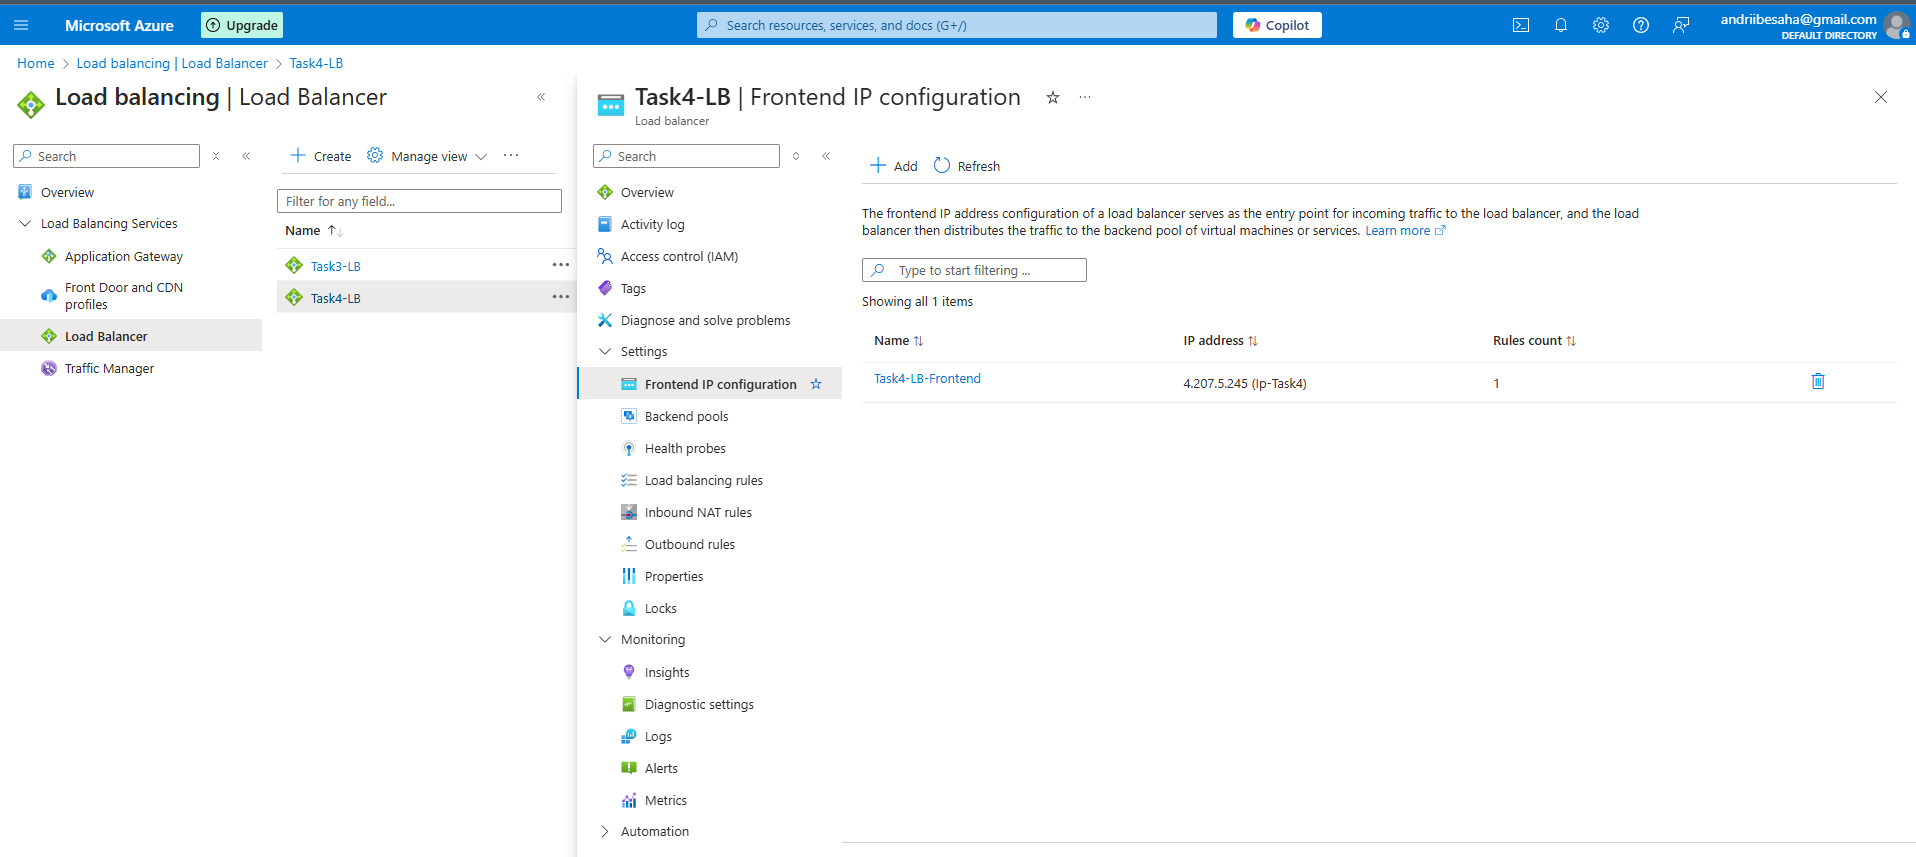 Microsoft Azure
Upgrade
Search resources, services, and docs (G+/)
Copilot
andriibesaha@gmail.com
DEFAULT DIRECTORY
Home > Load balancing | Load Balancer > Task4-LB
Load balancing | Load Balancer
Search
Overview
Load Balancing Services
Application Gateway
Front Door and CDN
profiles
Load Balancer
Traffic Manager
Create
Manage view
Filter for any field...
Name
Task3-LB
Task4-LB
Task4-LB | Frontend IP configuration
Load balancer
Search
Overview
Activity log
Access control (IAM)
Tags
Diagnose and solve problems
Settings
Frontend IP configuration
Backend pools
Health probes
Load balancing rules
Inbound NAT rules
Outbound rules
Properties
Locks
Monitoring
Insights
Diagnostic settings
Logs
Alerts
Metrics
Automation
Add
Refresh
The frontend IP address configuration of a load balancer serves as the entry point for incoming traffic to the load balancer, and the load
balancer then distributes the traffic to the backend pool of virtual machines or services. Learn more
Type to start filtering ...
Showing all 1 items
Name IP address Rules count
Task4-LB-Frontend 4.207.5.245 (Ip-Task4) 1